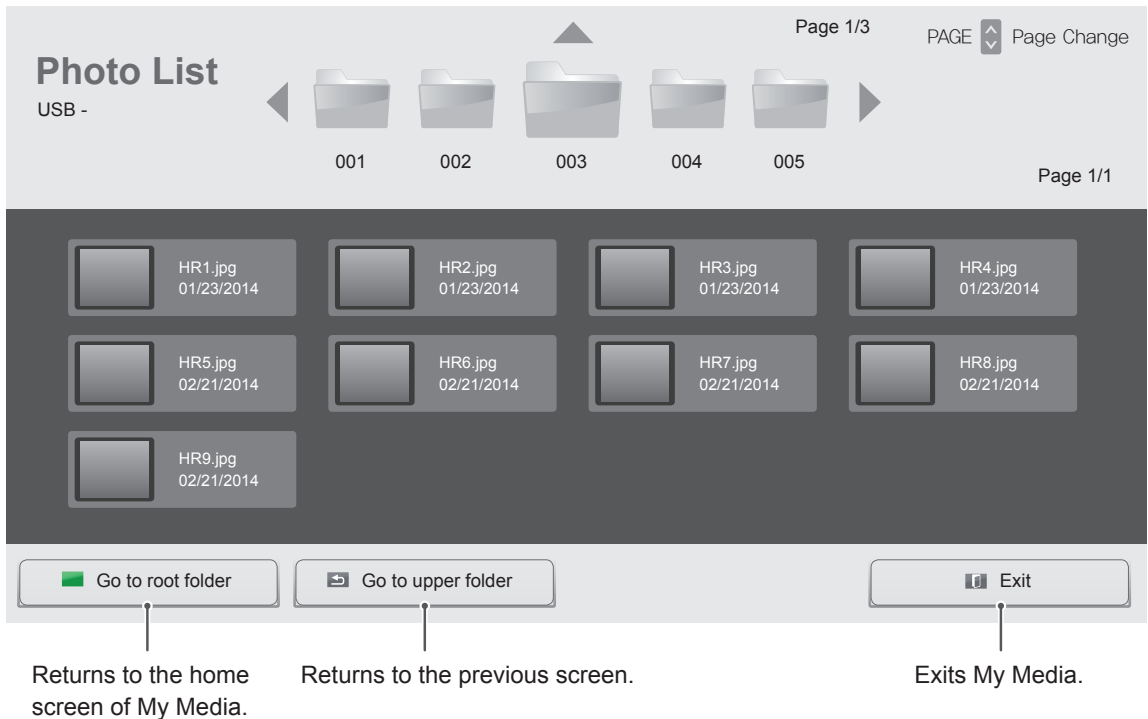 Page 1/3
PAGE Page Change
Photo List
USB -
001 002 003 004 005
Page 1/1
HR1.jpg
01/23/2014
HR2.jpg
01/23/2014
HR3.jpg
01/23/2014
HR4.jpg
01/23/2014
HR5.jpg
02/21/2014
HR6.jpg
02/21/2014
HR7.jpg
02/21/2014
HR8.jpg
02/21/2014
HR9.jpg
02/21/2014
Go to root folder
Go to upper folder
Exit
Returns to the home
screen of My Media.
Returns to the previous screen.
Exits My Media.